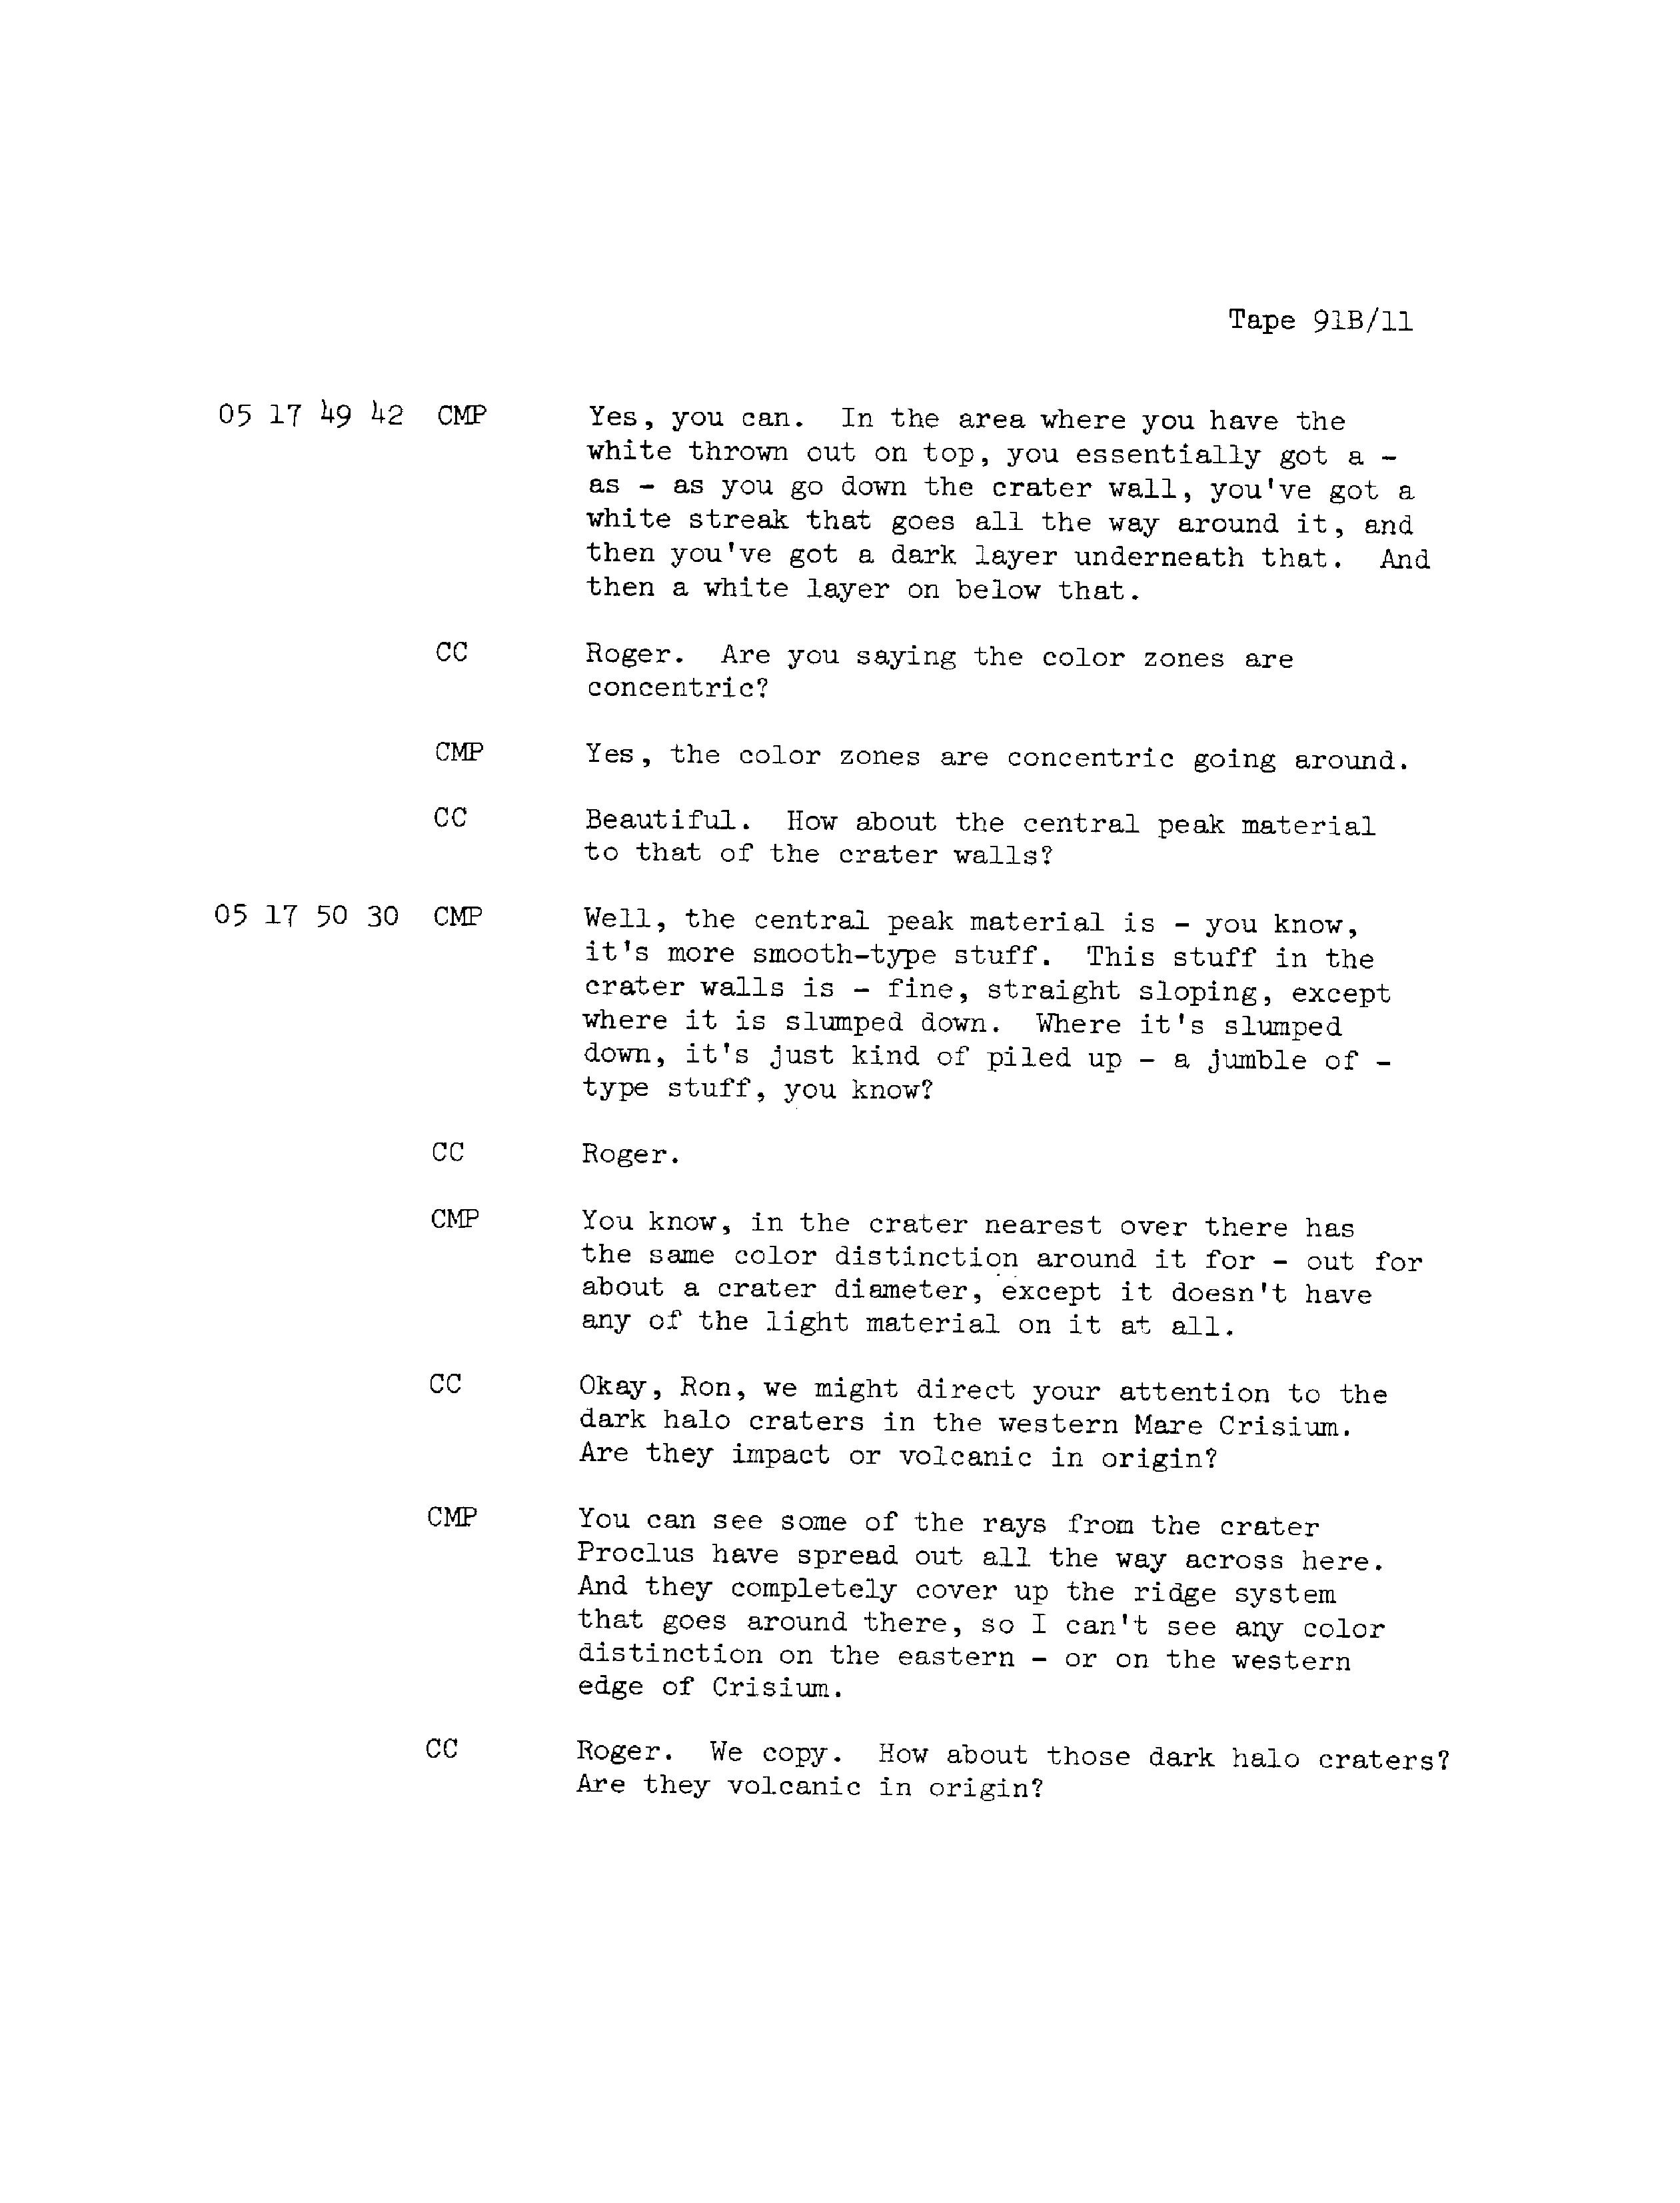 Tape 91B/11
05 17 49 42 CMP Yes, you can. In the area where you have the
white thrown out on top, you essentially got a -
as - as you go down the crater wall, you've got a
white streak that goes all the way around it, and
then you've got a dark layer underneath that. And
then a white layer on below that.
CC Roger. Are you saying the color zones are
concentric?
CMP Yes, the color zones are concentric going around.
CC Beautiful. How about the central peak material
to that of the crater walls?
05 17 50 30 CMP Well, the central peak material is - you know,
it's more smooth-type stuff. This stuff in the
crater walls is - fine, straight sloping, except
where it is slumped down. Where it's slumped
down, it's just kind of piled up - a jumble of -
type stuff, you know?
CC Roger.
CMP You know, in the crater nearest over there has
the same color distinction around it for - out for
about a crater diameter, except it doesn't have
any of the light material on it at all.
CC Okay, Ron, we might direct your attention to the
dark halo craters in the western Mare Crisium.
Are they impact or volcanic in origin?
CMP You can see some of the rays from the crater
Proclus have spread out all the way across here.
And they completely cover up the ridge system
that goes around there, so I can't see any color
distinction on the eastern - or on the western
edge of Crisium.
CC Roger. We copy. How about those dark halo craters?
Are they volcanic in origin?